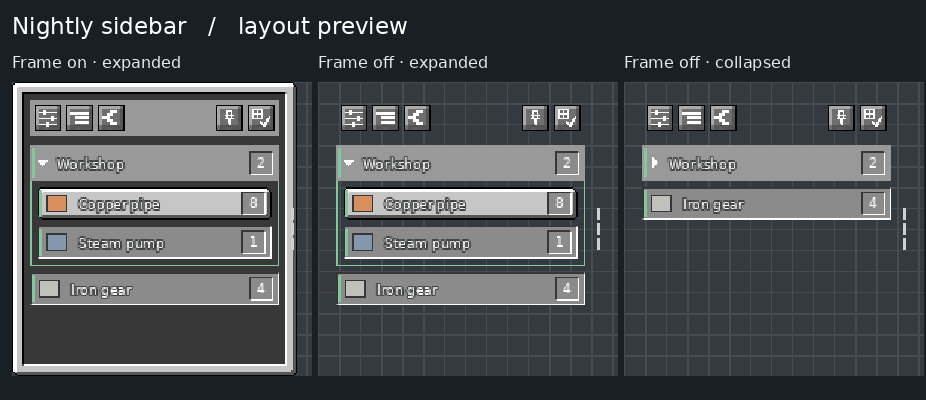 Nightly sidebar / layout preview
Frame on · expanded
Workshop 2
Copper pipe 8
Steam pump 1
Iron gear 4
Frame off · expanded
Workshop 2
Copper pipe 8
Steam pump 1
Iron gear 4
Frame off · collapsed
Workshop 2
Iron gear 4